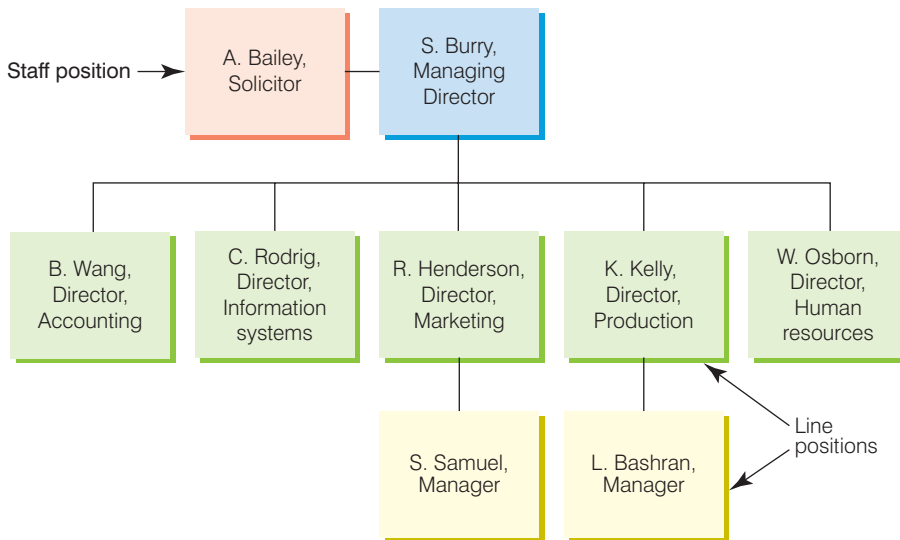 Staff position
A. Bailey,
Solicitor
S. Burry,
Managing
Director
B. Wang,
Director,
Accounting
C. Rodrig,
Director,
Information
systems
R. Henderson,
Director,
Marketing
K. Kelly,
Director,
Production
W. Osborn,
Director,
Human
resources
S. Samuel,
Manager
L. Bashran,
Manager
Line
positions